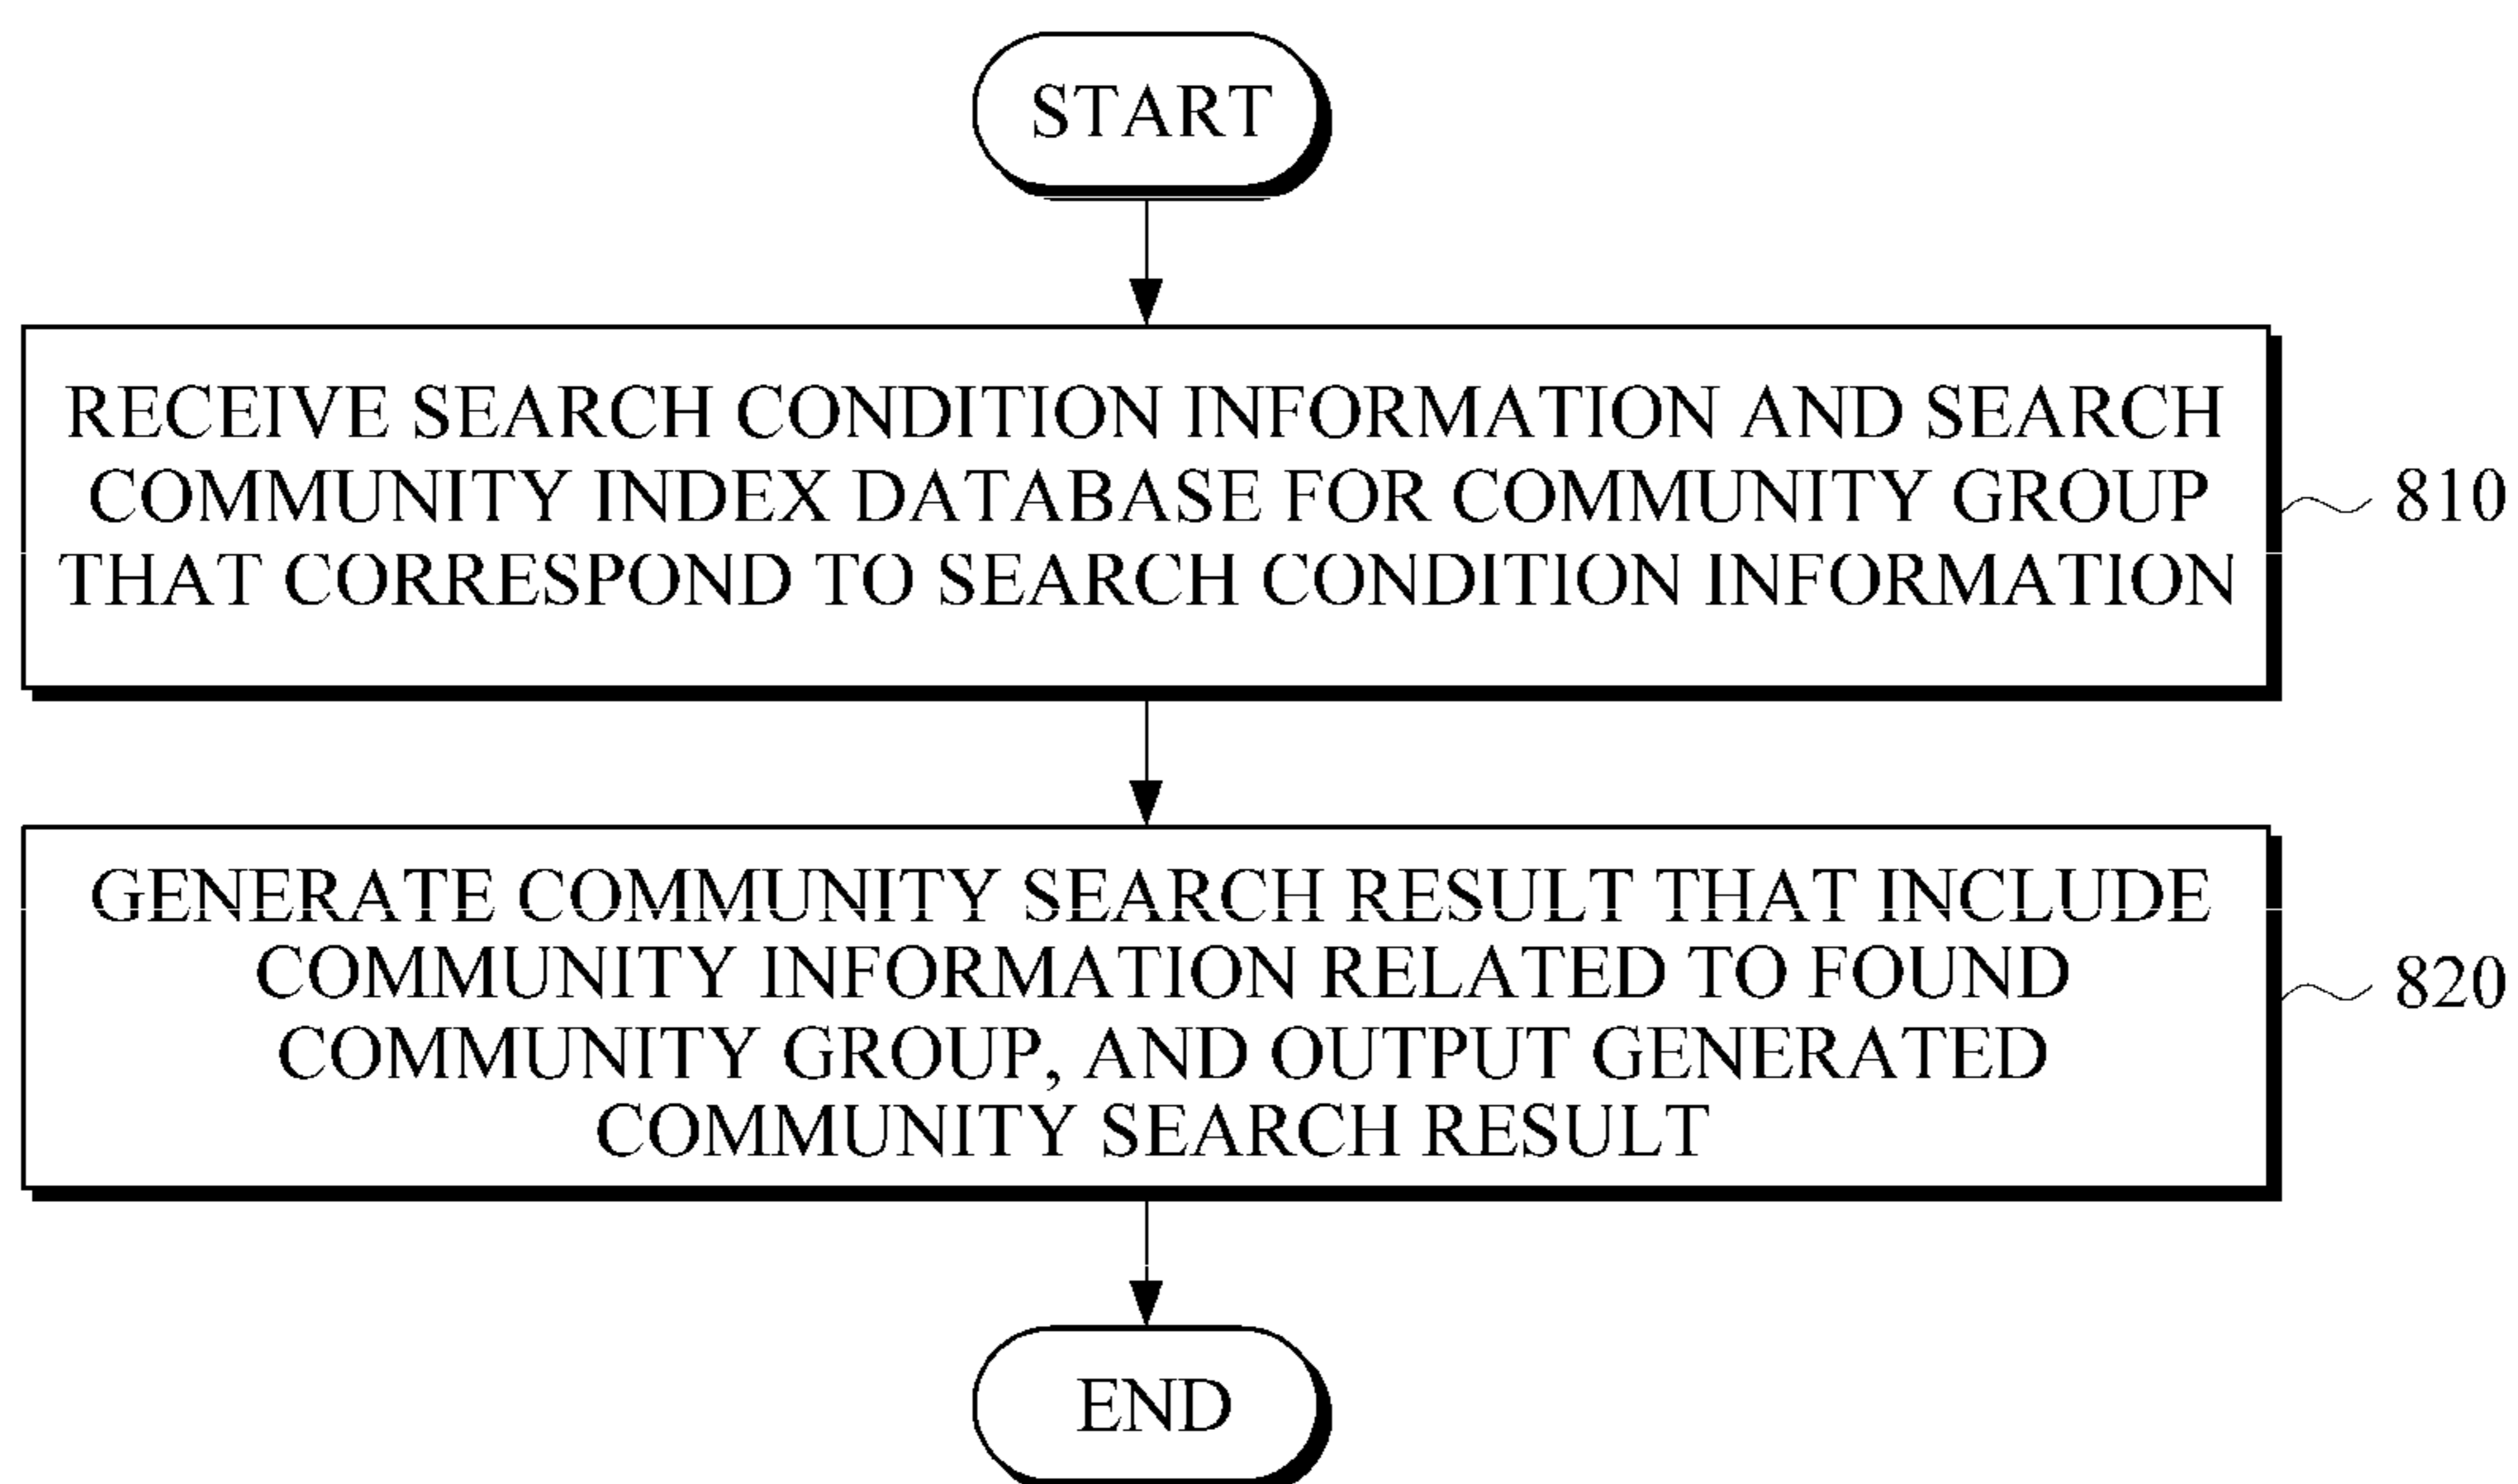 START
RECEIVE SEARCH CONDITION INFORMATION AND SEARCH
COMMUNITY INDEX DATABASE FOR COMMUNITY GROUP
THAT CORRESPOND TO SEARCH CONDITION INFORMATION
810
GENERATE COMMUNITY SEARCH RESULT THAT INCLUDE
COMMUNITY INFORMATION RELATED TO FOUND
COMMUNITY GROUP, AND OUTPUT GENERATED
COMMUNITY SEARCH RESULT
820
END